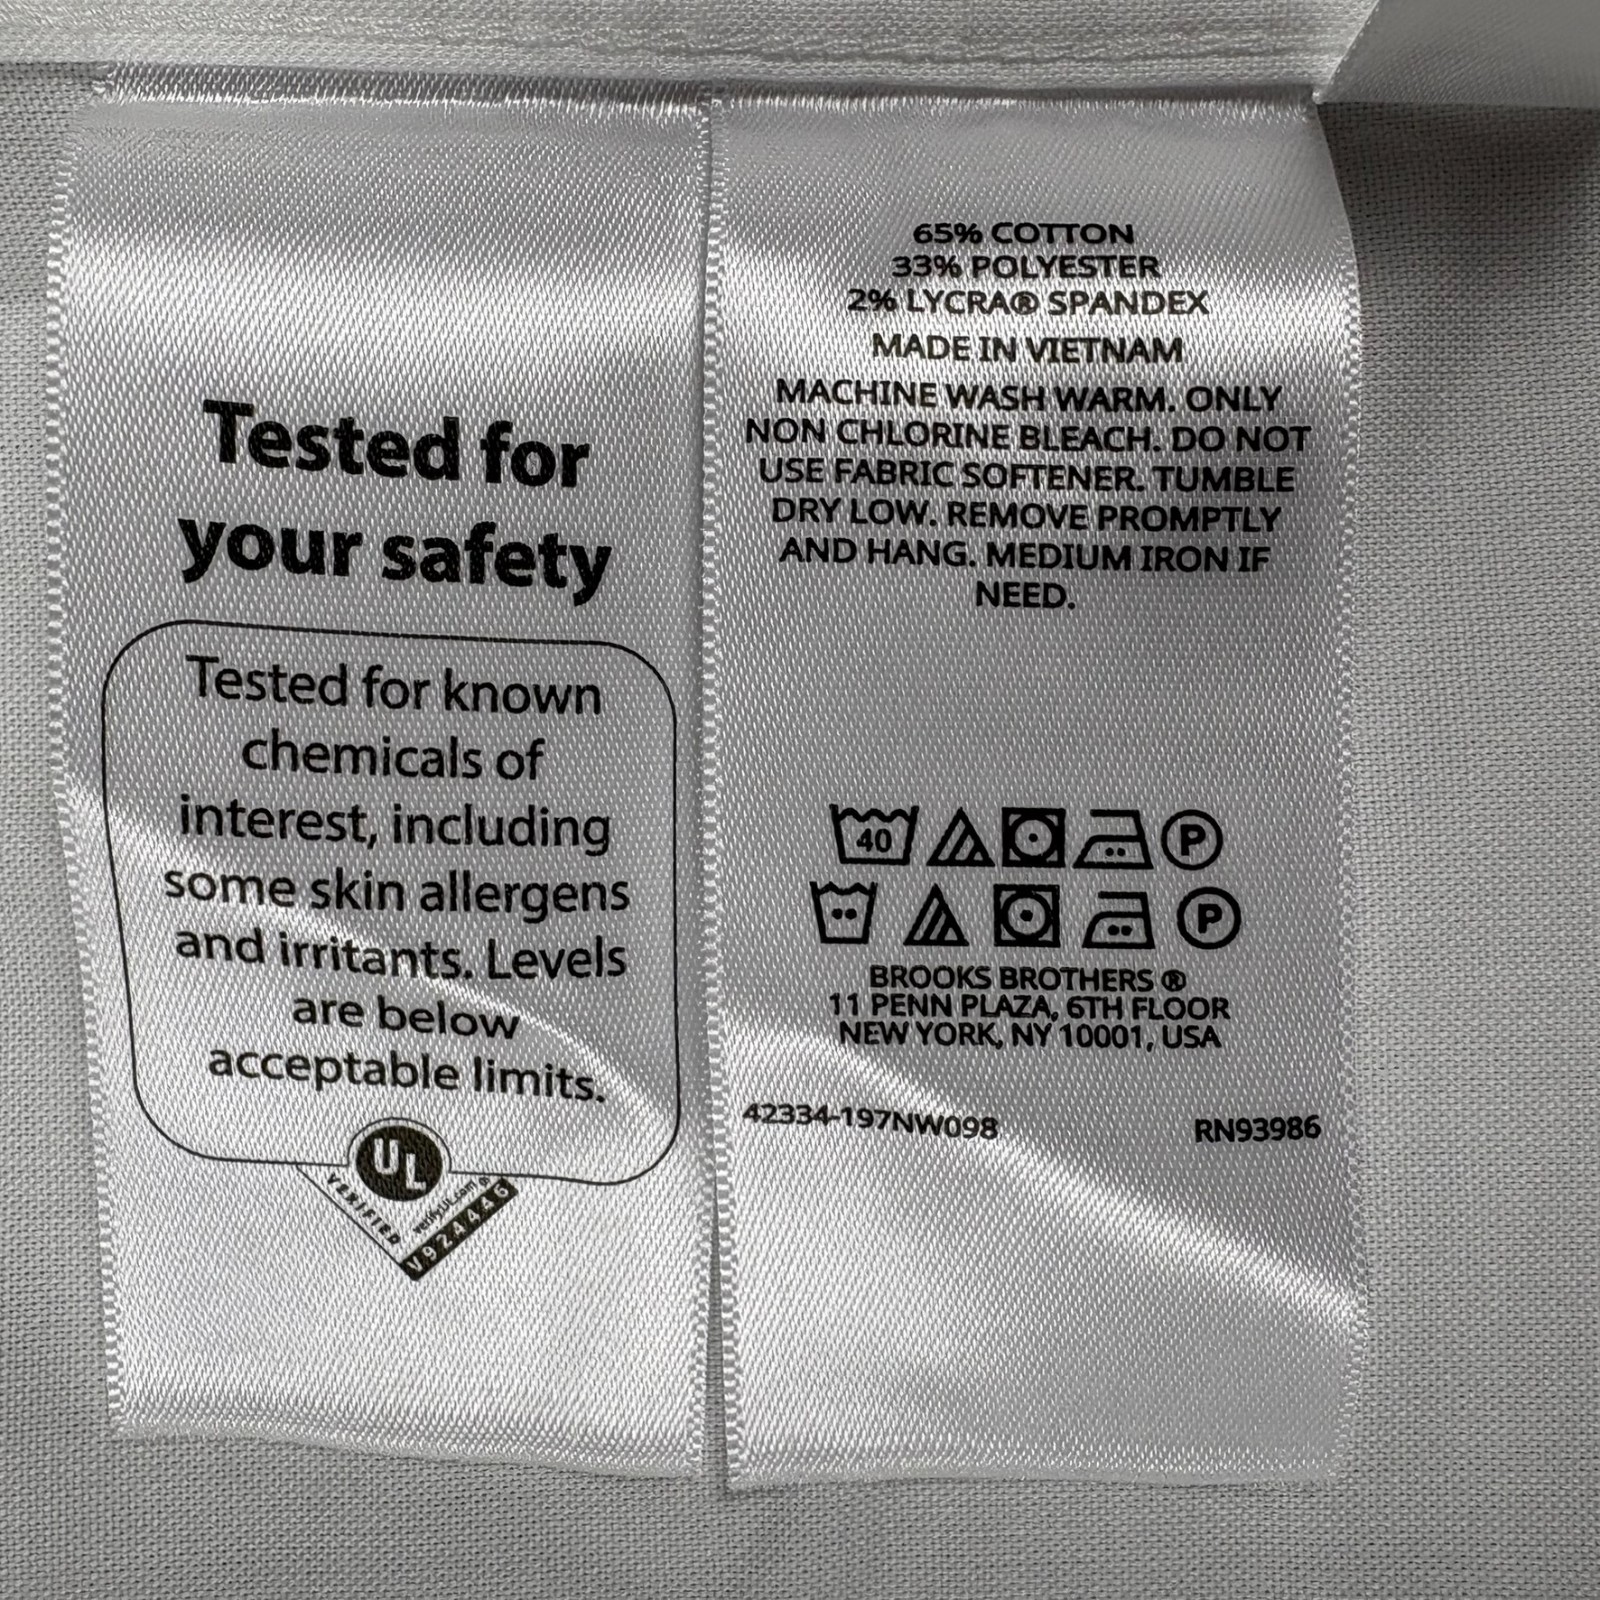 Tested for
your safety
Tested for known
chemicals of
interest, including
some skin allergens
and irritants. Levels
are below
acceptable limits.
UL
VERIFIED
verify.UL.com
V924446
65% COTTON
33% POLYESTER
2% LYCRA® SPANDEX
MADE IN VIETNAM
MACHINE WASH WARM. ONLY
NON CHLORINE BLEACH. DO NOT
USE FABRIC SOFTENER. TUMBLE
DRY LOW. REMOVE PROMPTLY
AND HANG. MEDIUM IRON IF
NEED.
40 P
P
BROOKS BROTHERS ®
11 PENN PLAZA, 6TH FLOOR
NEW YORK, NY 10001, USA
42334-197NW098 RN93986